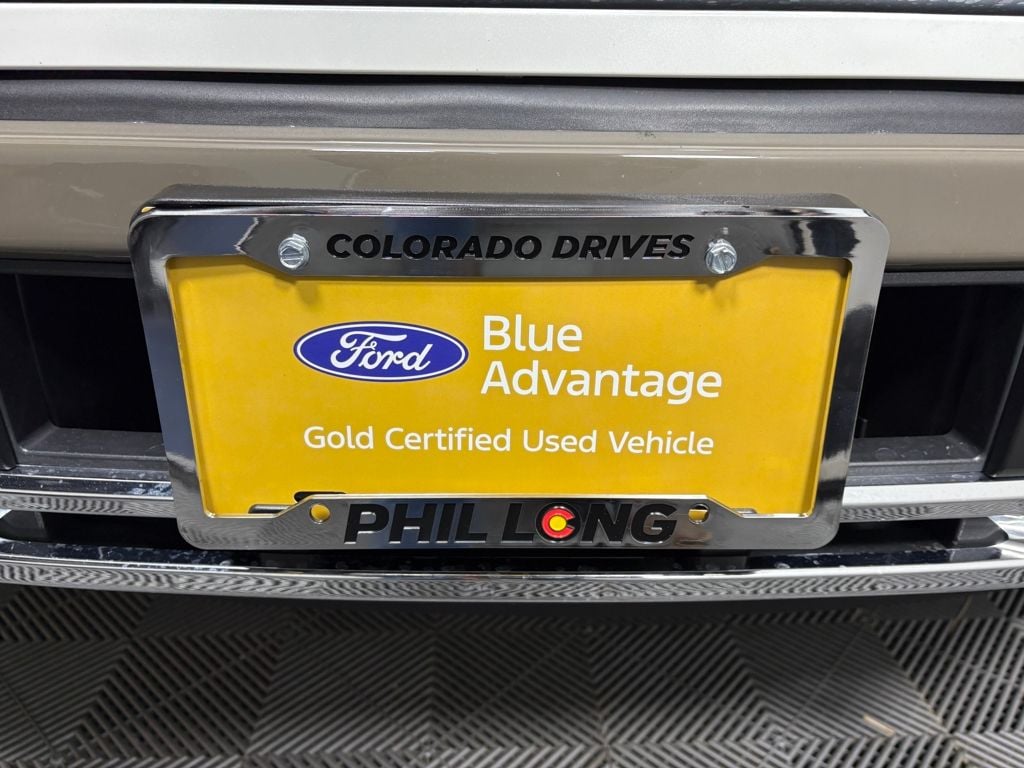 COLORADO DRIVES
Ford
Blue
Advantage
Gold Certified Used Vehicle
PHIL LONG